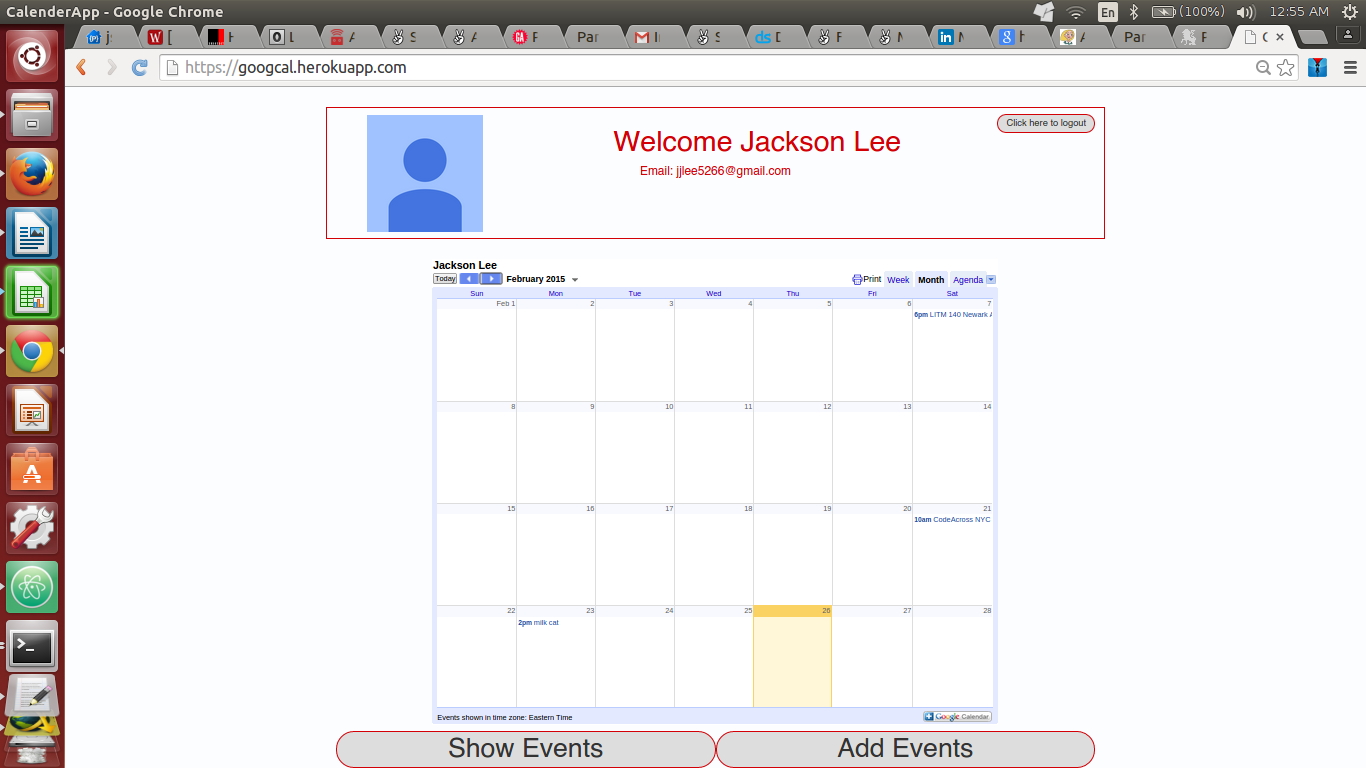 CalenderApp - Google Chrome
En
(100%)
12:55 AM
https://googcal.herokuapp.com
Click here to logout
Welcome Jackson Lee
Email: jjlee5266@gmail.com
Jackson Lee
Today
February 2015
Print
Week
Month
Agenda
Sun Mon Tue Wed Thu Fri Sat
Feb 1 2 3 4 5 6 7
6pm LITM 140 Newark A
8 9 10 11 12 13 14
15 16 17 18 19 20 21
10am CodeAcross NYC
22 23 24 25 26 27 28
2pm milk cat
Events shown in time zone: Eastern Time
Google Calendar
Show Events
Add Events